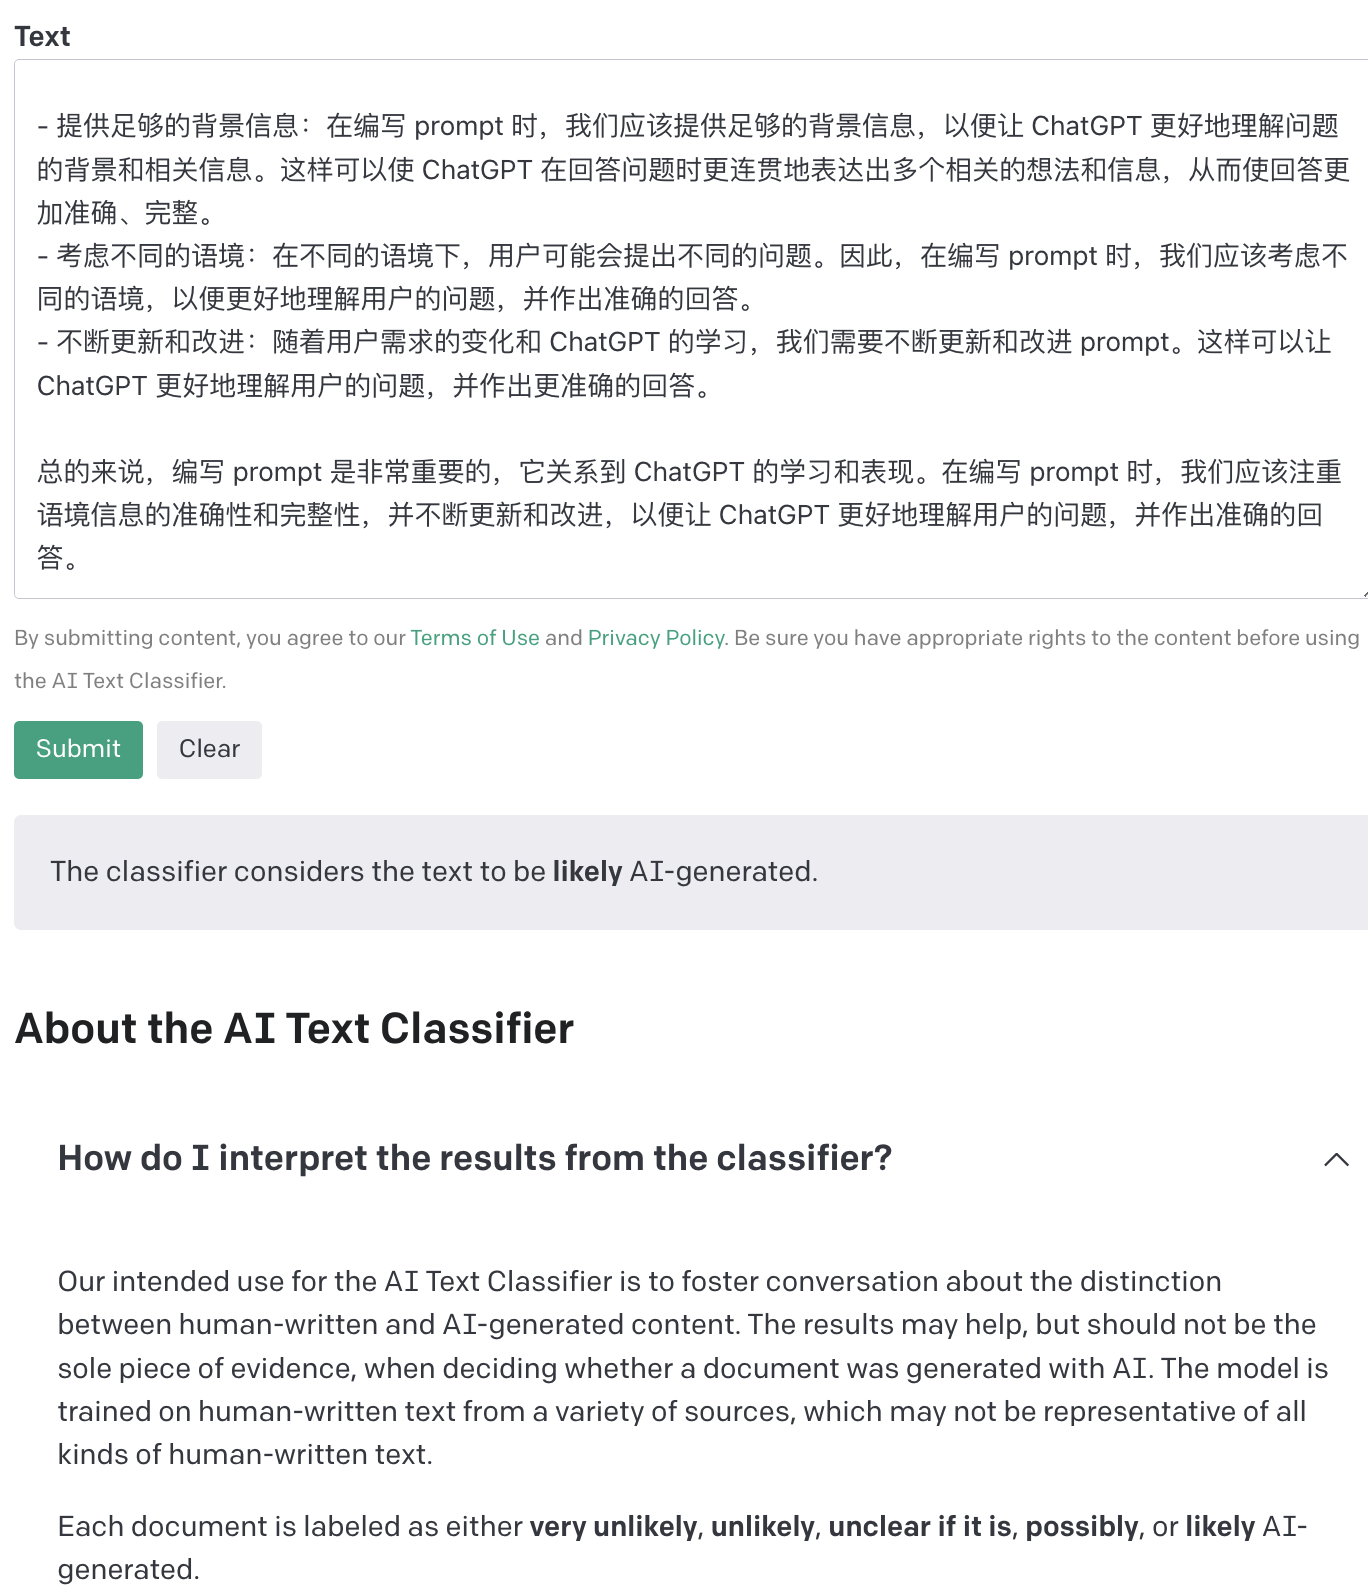 Text
- 提供足够的背景信息：在编写 prompt 时，我们应该提供足够的背景信息，以便让 ChatGPT 更好地理解问题
的背景和相关信息。这样可以使 ChatGPT 在回答问题时更连贯地表达出多个相关的想法和信息，从而使回答更
加准确、完整。
- 考虑不同的语境：在不同的语境下，用户可能会提出不同的问题。因此，在编写 prompt 时，我们应该考虑不
同的语境，以便更好地理解用户的问题，并作出准确的回答。
- 不断更新和改进：随着用户需求的变化和 ChatGPT 的学习，我们需要不断更新和改进 prompt。这样可以让
ChatGPT 更好地理解用户的问题，并作出更准确的回答。
总的来说，编写 prompt 是非常重要的，它关系到 ChatGPT 的学习和表现。在编写 prompt 时，我们应该注重
语境信息的准确性和完整性，并不断更新和改进，以便让 ChatGPT 更好地理解用户的问题，并作出准确的回
答。
By submitting content, you agree to our Terms of Use and Privacy Policy. Be sure you have appropriate rights to the content before using
the AI Text Classifier.
Submit Clear
The classifier considers the text to be likely AI-generated.
About the AI Text Classifier
How do I interpret the results from the classifier?
Our intended use for the AI Text Classifier is to foster conversation about the distinction
between human-written and AI-generated content. The results may help, but should not be the
sole piece of evidence, when deciding whether a document was generated with AI. The model is
trained on human-written text from a variety of sources, which may not be representative of all
kinds of human-written text.
Each document is labeled as either very unlikely, unlikely, unclear if it is, possibly, or likely AI-
generated.